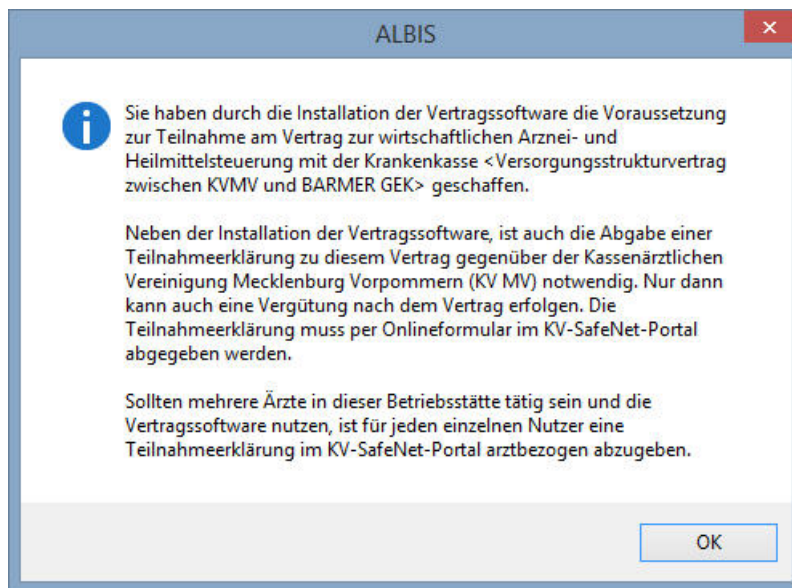 ALBIS
Sie haben durch die Installation der Vertragssoftware die Voraussetzung
zur Teilnahme am Vertrag zur wirtschaftlichen Arznei- und
Heilmittelsteuerung mit der Krankenkasse <Versorgungsstrukturvertrag
zwischen KVMV und BARMER GEK> geschaffen.
Neben der Installation der Vertragssoftware, ist auch die Abgabe einer
Teilnahmeerklärung zu diesem Vertrag gegenüber der Kassenärztlichen
Vereinigung Mecklenburg Vorpommern (KV MV) notwendig. Nur dann
kann auch eine Vergütung nach dem Vertrag erfolgen. Die
Teilnahmeerklärung muss per Onlineformular im KV-SafeNet-Portal
abgegeben werden.
Sollten mehrere Ärzte in dieser Betriebsstätte tätig sein und die
Vertragssoftware nutzen, ist für jeden einzelnen Nutzer eine
Teilnahmeerklärung im KV-SafeNet-Portal arztbezogen abzugeben.
OK